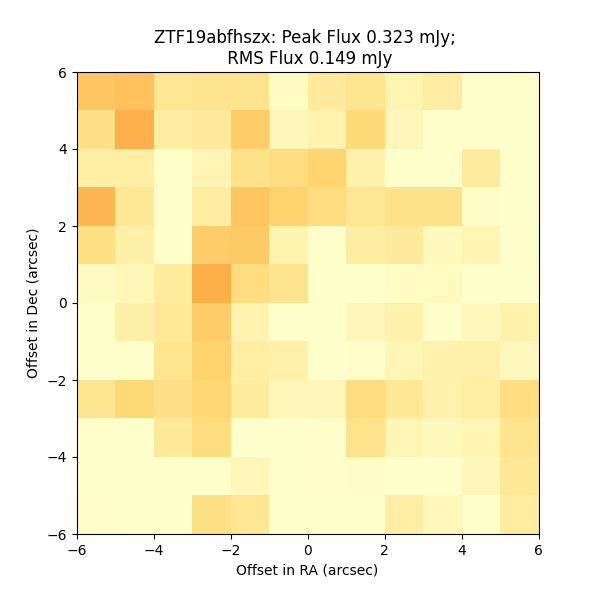 ZTF19abfhszx: Peak Flux 0.323 mJy;
RMS Flux 0.149 mJy
6
4
2
0
−2
−4
−6
Offset in Dec (arcsec)
−6 −4 −2 0 2 4 6
Offset in RA (arcsec)